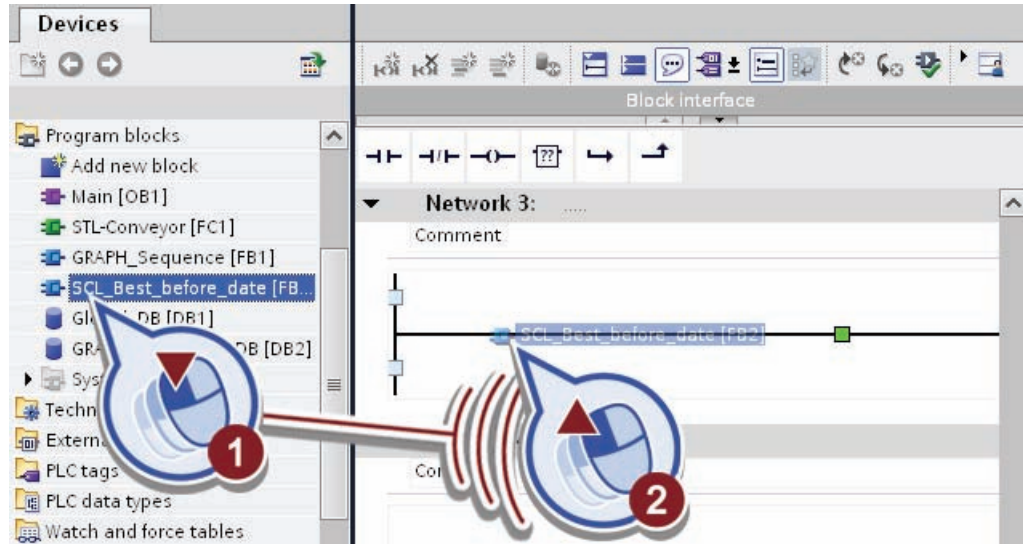 Devices
Block interface
Program blocks
Add new block
Main [OB1]
STL-Conveyor [FC1]
GRAPH_Sequence [FB1]
SCL_Best_before_date [FB...
DB [DB1]
DB [DB2]
PLC tags
PLC data types
Watch and force tables
??
Network 3: .....
Comment
SCL_Best_before_date [FB2]
1
2